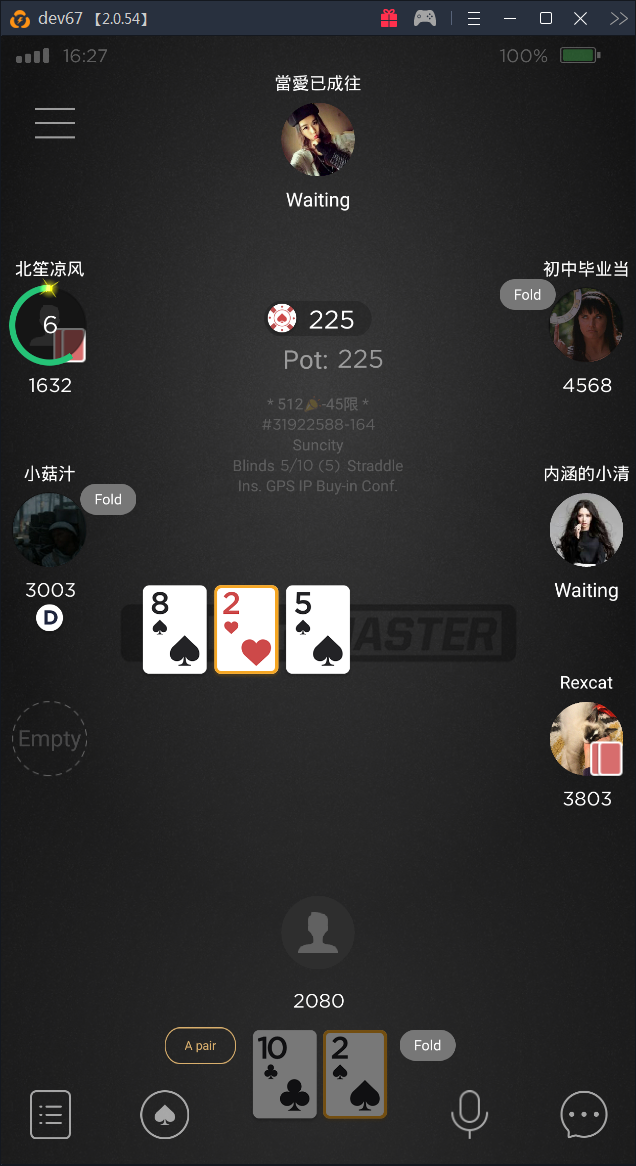 dev67 【2.0.54】
16:27
100%
當愛已成往
Waiting
北笙凉风
初中毕业当
Fold
6
225
1632
Pot: 225
4568
* 512 -45限 *
#31922588-164
Suncity
小菇汁
内涵的小清
Blinds 5/10 (5) Straddle
Ins. GPS IP Buy-in Conf.
Fold
3003
Waiting
D
8 2 5
MASTER
Rexcat
Empty
3803
2080
A pair
10 2
Fold